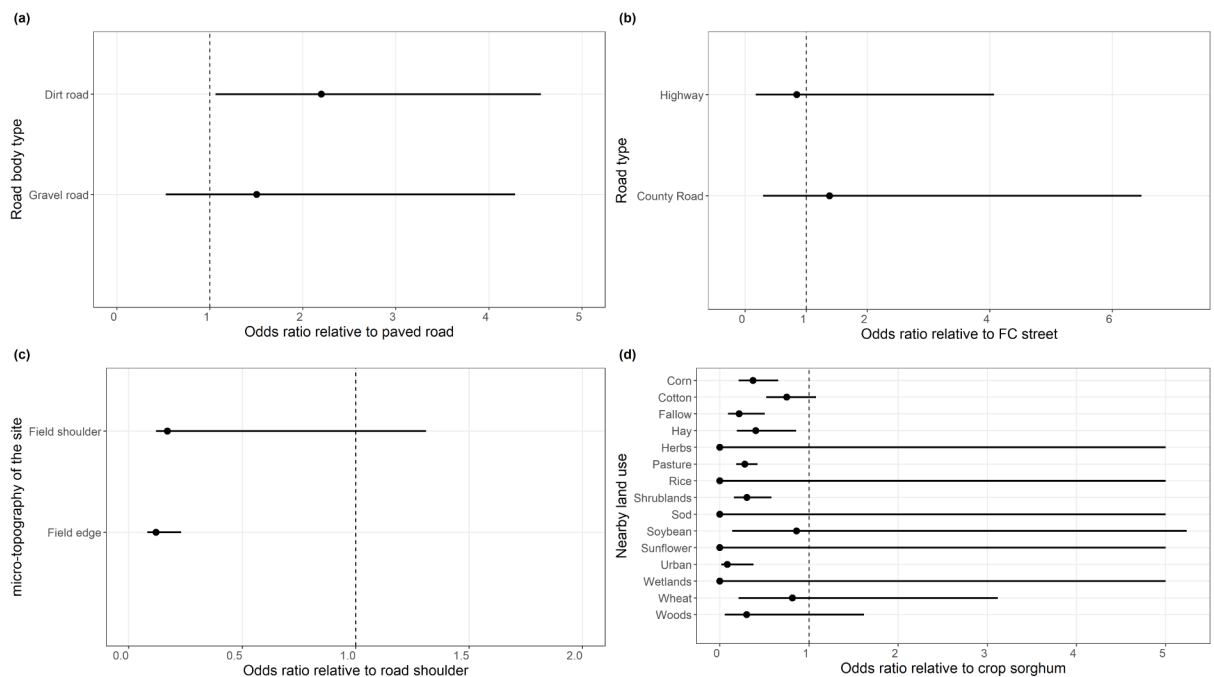 (a)
Road body type
Dirt road
Gravel road
0 1 2 3 4 5
Odds ratio relative to paved road
(b)
Road type
Highway
County Road
0 1 2 4 6
Odds ratio relative to FC street
(c)
micro-topography of the site
Field shoulder
Field edge
0.0 0.5 1.0 1.5 2.0
Odds ratio relative to road shoulder
(d)
Nearby land use
Corn
Cotton
Fallow
Hay
Herbs
Pasture
Rice
Shrublands
Sod
Soybean
Sunflower
Urban
Wetlands
Wheat
Woods
0 1 2 3 4 5
Odds ratio relative to crop sorghum